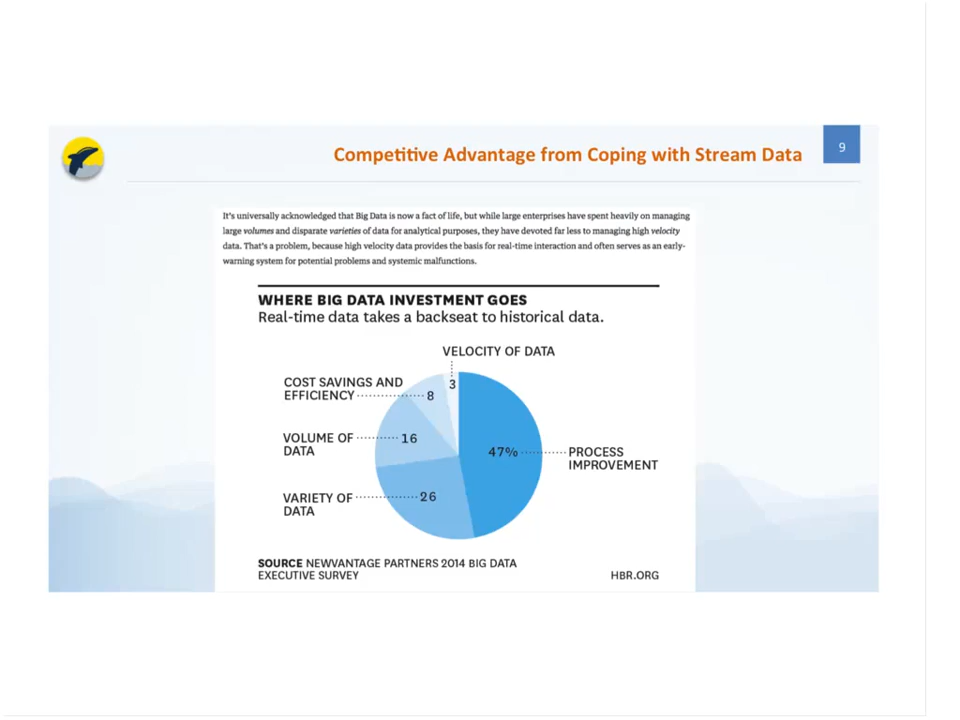 Competitive Advantage from Coping with Stream Data
9
It's universally acknowledged that Big Data is now a fact of life, but while large enterprises have spent heavily on managing
large volumes and disparate varieties of data for analytical purposes, they have devoted far less to managing high velocity
data. That's a problem, because high velocity data provides the basis for real-time interaction and often serves as an early-
warning system for potential problems and systemic malfunctions.
WHERE BIG DATA INVESTMENT GOES
Real-time data takes a backseat to historical data.
VELOCITY OF DATA
3
COST SAVINGS AND
EFFICIENCY
8
VOLUME OF
DATA
16
47%
PROCESS
IMPROVEMENT
VARIETY OF
DATA
26
SOURCE NEWVANTAGE PARTNERS 2014 BIG DATA
EXECUTIVE SURVEY
HBR.ORG